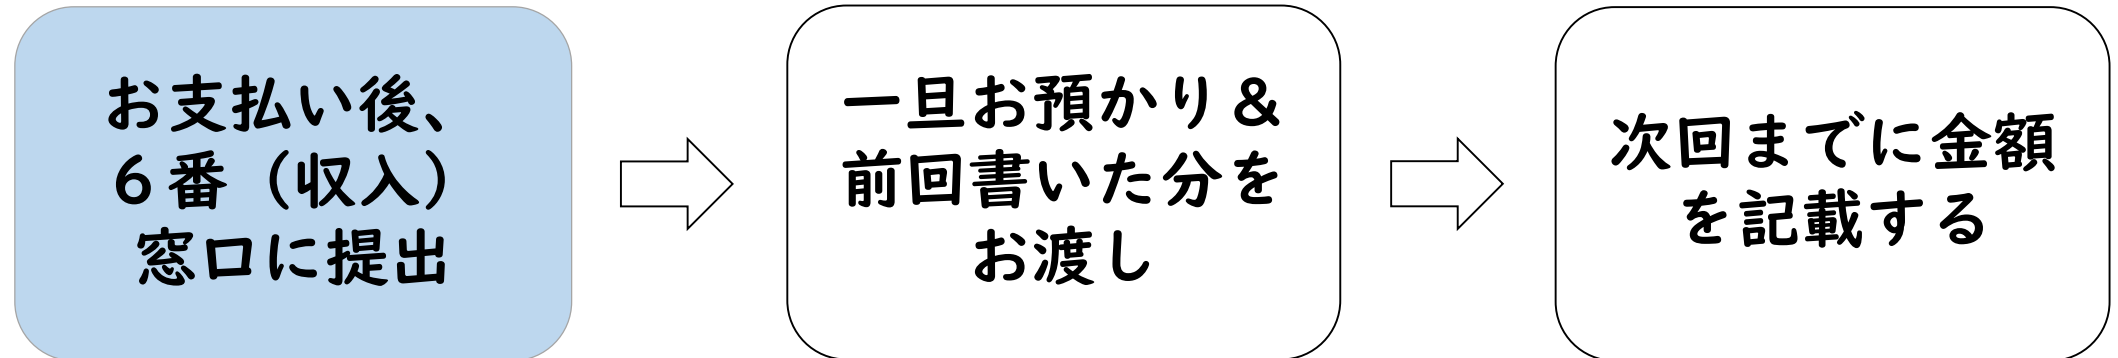 お支払い後、
６番（収入）
窓口に提出
一旦お預かり＆
前回書いた分を
お渡し
次回までに金額
を記載する